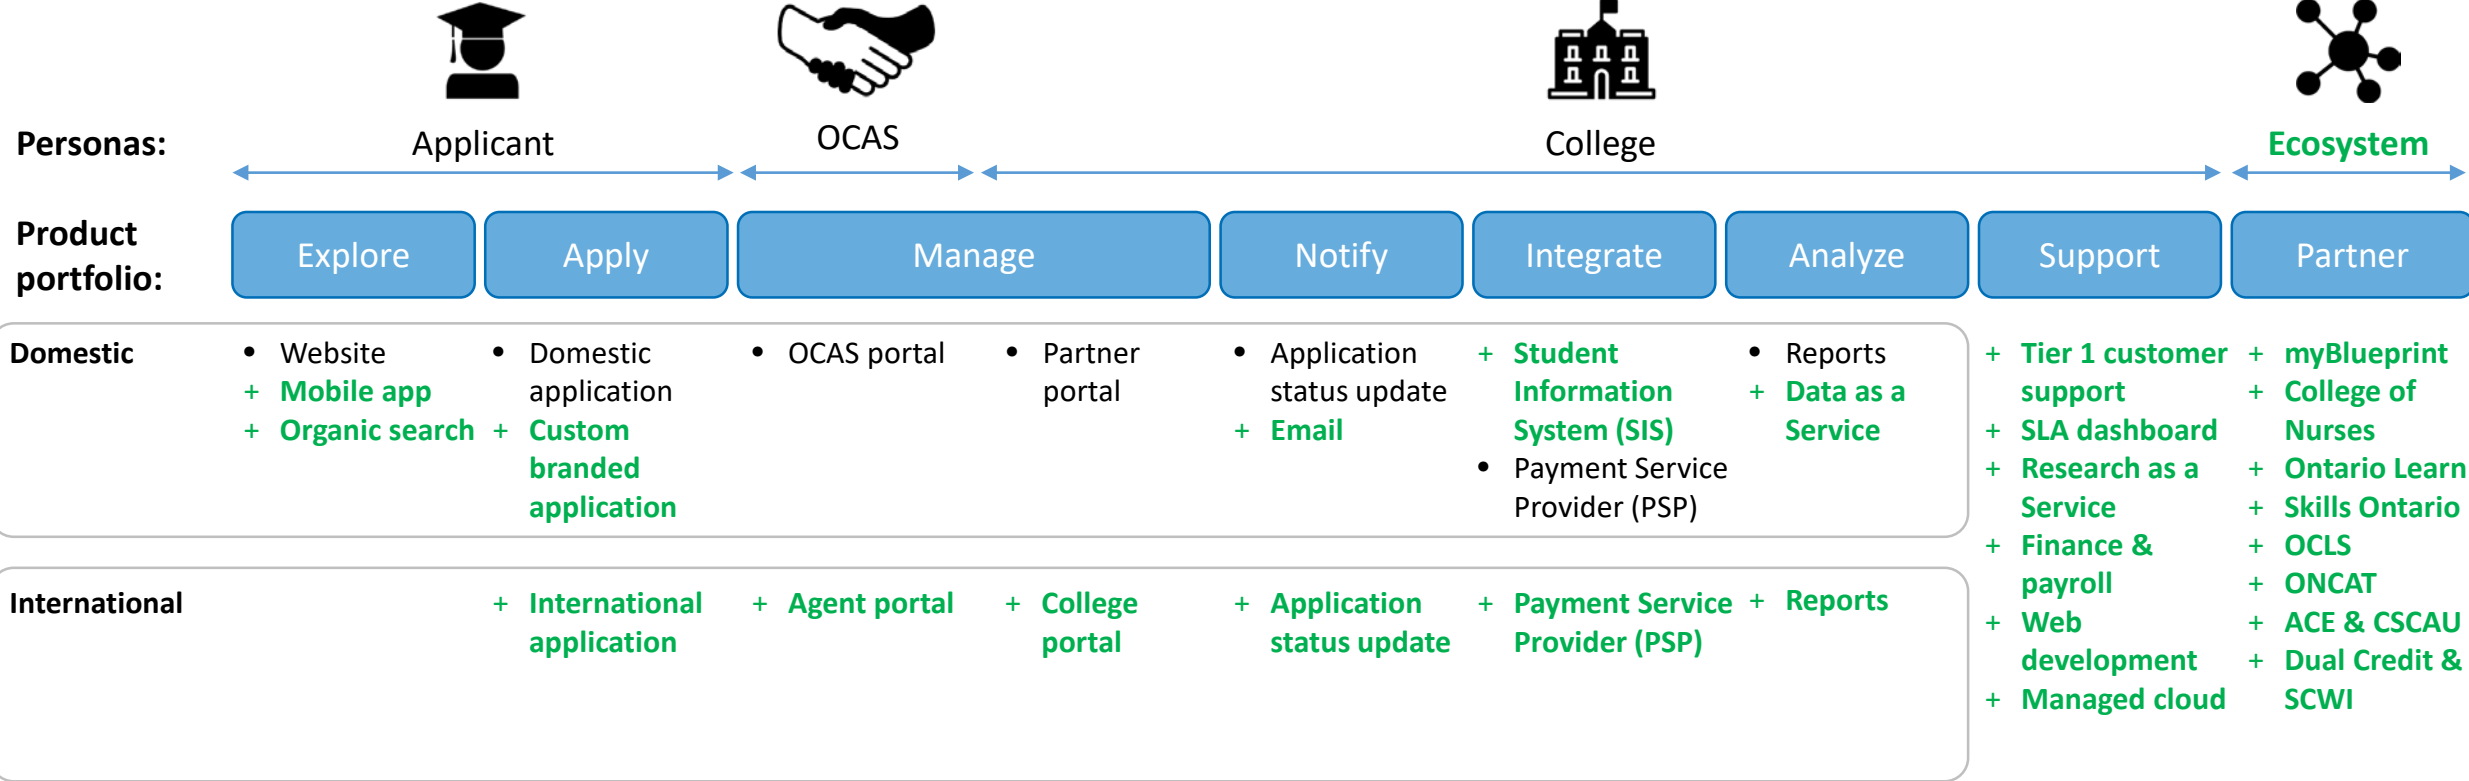 Personas:
Applicant
OCAS
College
Ecosystem
Product
portfolio:
Explore
Apply
Manage
Notify
Integrate
Analyze
Support
Partner
Domestic
• Website
+ Mobile app
+ Organic search
• Domestic
application
+ Custom
branded
application
• OCAS portal
• Partner
portal
• Application
status update
+ Email
+ Student
Information
System (SIS)
• Payment Service
Provider (PSP)
• Reports
+ Data as a
Service
+ Tier 1 customer
support
+ SLA dashboard
+ Research as a
Service
+ Finance &
payroll
+ Web
development
+ Managed cloud
+ myBlueprint
+ College of
Nurses
+ Ontario Learn
+ Skills Ontario
+ OCLS
+ ONCAT
+ ACE & CSCAU
+ Dual Credit &
SCWI
International
+ International
application
+ Agent portal
+ College
portal
+ Application
status update
+ Payment Service
Provider (PSP)
+ Reports